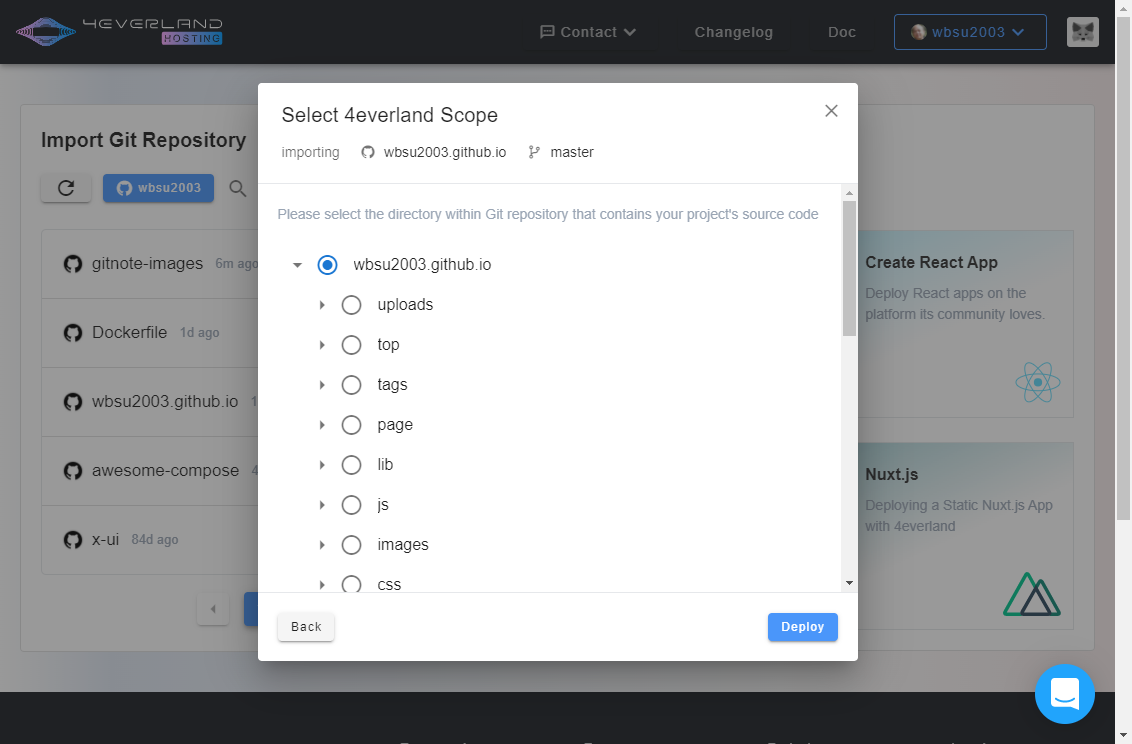 4EVERLAND
HOSTING
Contact
Changelog
Doc
wbsu2003
Select 4everland Scope
importing wbsu2003.github.io master
Please select the directory within Git repository that contains your project's source code
wbsu2003.github.io
uploads
top
tags
page
lib
js
images
css
Back
Deploy
Import Git Repository
wbsu2003
gitnote-images 6m ago
Dockerfile 1d ago
wbsu2003.github.io
awesome-compose
x-ui 84d ago
Create React App
Deploy React apps on the
platform its community loves.
Nuxt.js
Deploying a Static Nuxt.js App
with 4everland